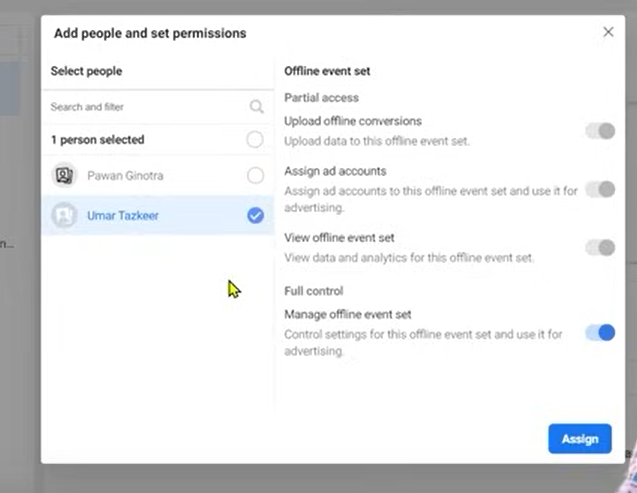 Add people and set permissions
Select people
Search and filter
1 person selected
Pawan Ginotra
Umar Tazkeer
Offline event set
Partial access
Upload offline conversions
Upload data to this offline event set.
Assign ad accounts
Assign ad accounts to this offline event set and use it for
advertising.
View offline event set
View data and analytics for this offline event set.
Full control
Manage offline event set
Control settings for this offline event set and use it for
advertising.
Assign
n...